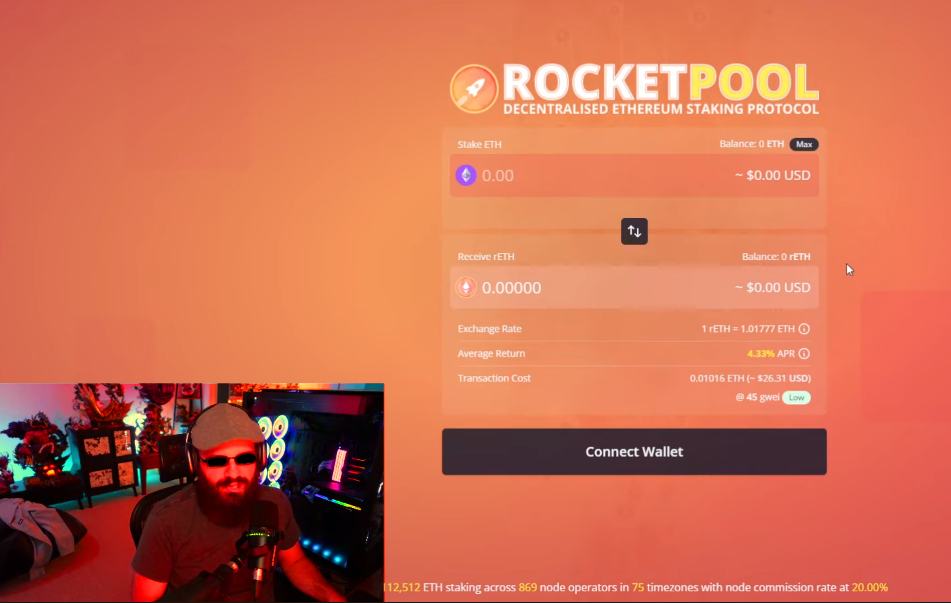 ROCKETPOOL
DECENTRALISED ETHEREUM STAKING PROTOCOL
Stake ETH Balance: 0 ETH Max
0.00 ~ $0.00 USD
Receive rETH Balance: 0 rETH
0.00000 ~ $0.00 USD
Exchange Rate 1 rETH = 1.01777 ETH
Average Return 4.33% APR
Transaction Cost 0.01016 ETH (~ $26.31 USD)
@ 45 gwei Low
Connect Wallet
112,512 ETH staking across 869 node operators in 75 timezones with node commission rate at 20.00%